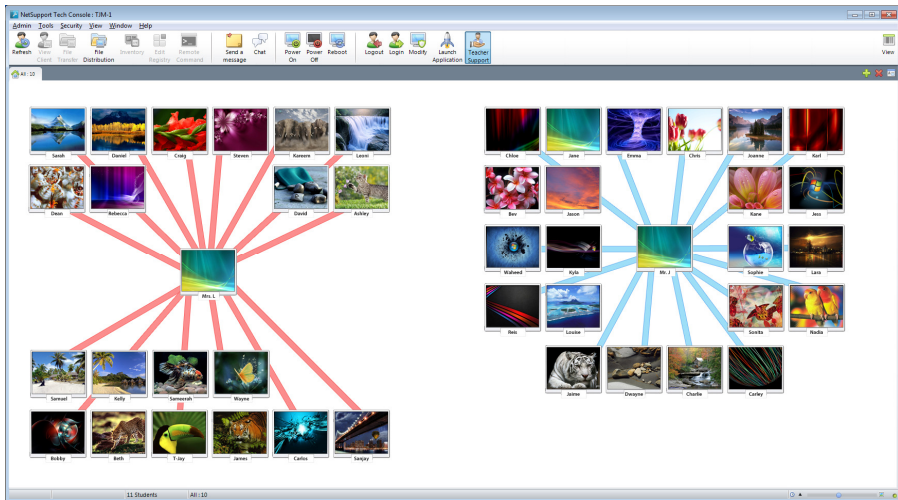 NetSupport Tech Console : TJM-1
Admin Tools Security View Window Help
Refresh View Client File Transfer File Distribution Inventory Edit Registry Remote Command Send a message Chat Power On Power Off Reboot Logout Login Modify Launch Application Teacher Support View
All : 10
Sarah Daniel Craig Steven Kareem Leoni Chloe Jana Emma Chris Joanne Karl
Dean Rebecca David Ashley Bev Jason Kane Jess
Waheed Kyla Mr. J Sophie Lara
Mrs. L
Reis Louise Sonita Nadia
Samuel Kelly Sameerah Wayne Jaime Dwayne Charlie Carley
Bobby Beth T-Jay James Carlos Sanjay
11 Students All : 10